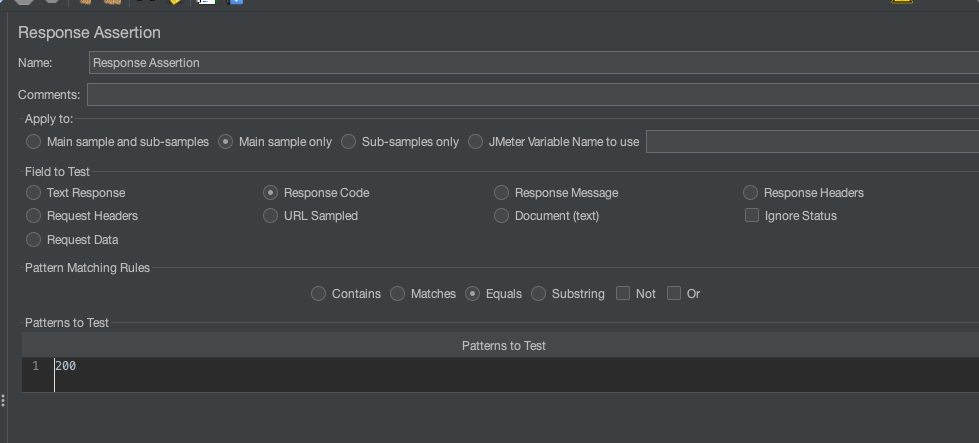 Response Assertion
Name: Response Assertion
Comments:
Apply to:
Main sample and sub-samples Main sample only Sub-samples only JMeter Variable Name to use
Field to Test
Text Response Response Code Response Message Response Headers
Request Headers URL Sampled Document (text) Ignore Status
Request Data
Pattern Matching Rules
Contains Matches Equals Substring Not Or
Patterns to Test
Patterns to Test
1 200